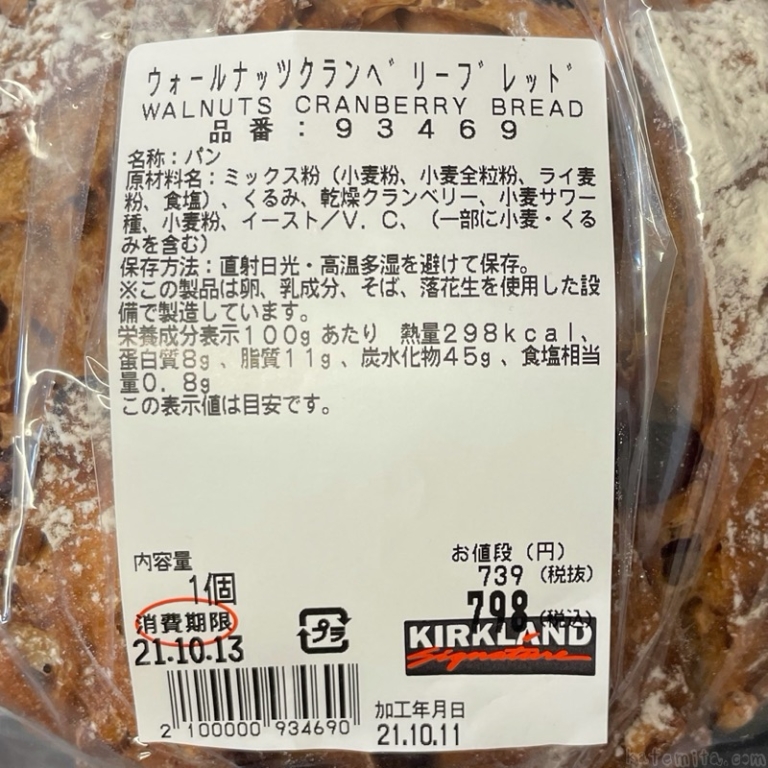 ウォールナッツクランベリーブレッド
WALNUTS CRANBERRY BREAD
品番：93469
名称：パン
原材料名：ミックス粉（小麦粉、小麦全粒粉、ライ麦
粉、食塩）、くるみ、乾燥クランベリー、小麦サワー
種、小麦粉、イースト／V．C、（一部に小麦・くる
みを含む）
保存方法：直射日光・高温多湿を避けて保存。
※この製品は卵、乳成分、そば、落花生を使用した設
備で製造しています。
栄養成分表示100gあたり 熱量298kcal、
蛋白質8g、脂質11g、炭水化物45g、食塩相当
量0．8g
この表示値は目安です。
内容量
1個
お値段（円）
739（税抜）
798（税込）
消費期限
21.10.13
プラ
KIRKLAND
Signature
2 100000 934690
加工年月日
21.10.11